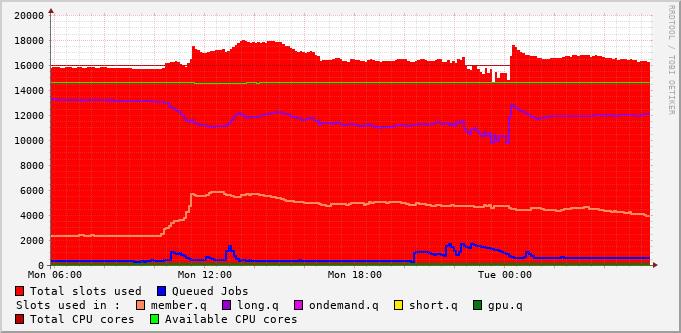 20000
18000
16000
14000
12000
10000
8000
6000
4000
2000
0
Mon 06:00 Mon 12:00 Mon 18:00 Tue 00:00
RRDTOOL / TOBI OETIKER
Total slots used Queued Jobs
Slots used in : member.q long.q ondemand.q short.q gpu.q
Total CPU cores Available CPU cores